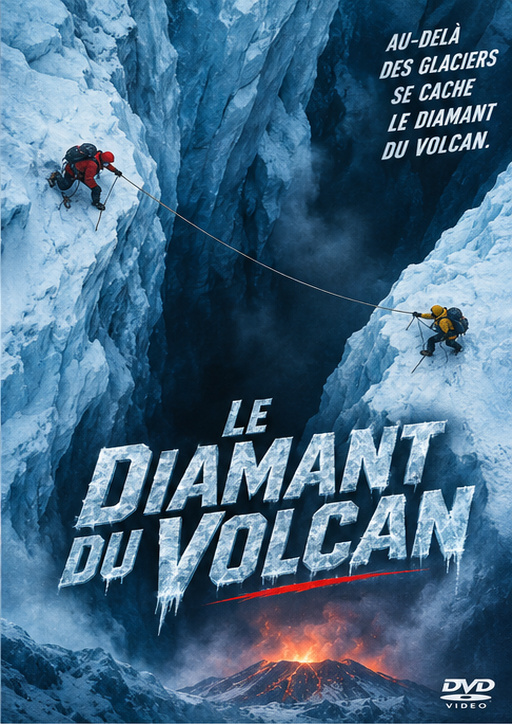 AU-DELÀ
DES GLACIERS
SE CACHE
LE DIAMANT
DU VOLCAN.
LE
DIAMANT
DU VOLCAN
DVD
VIDEO